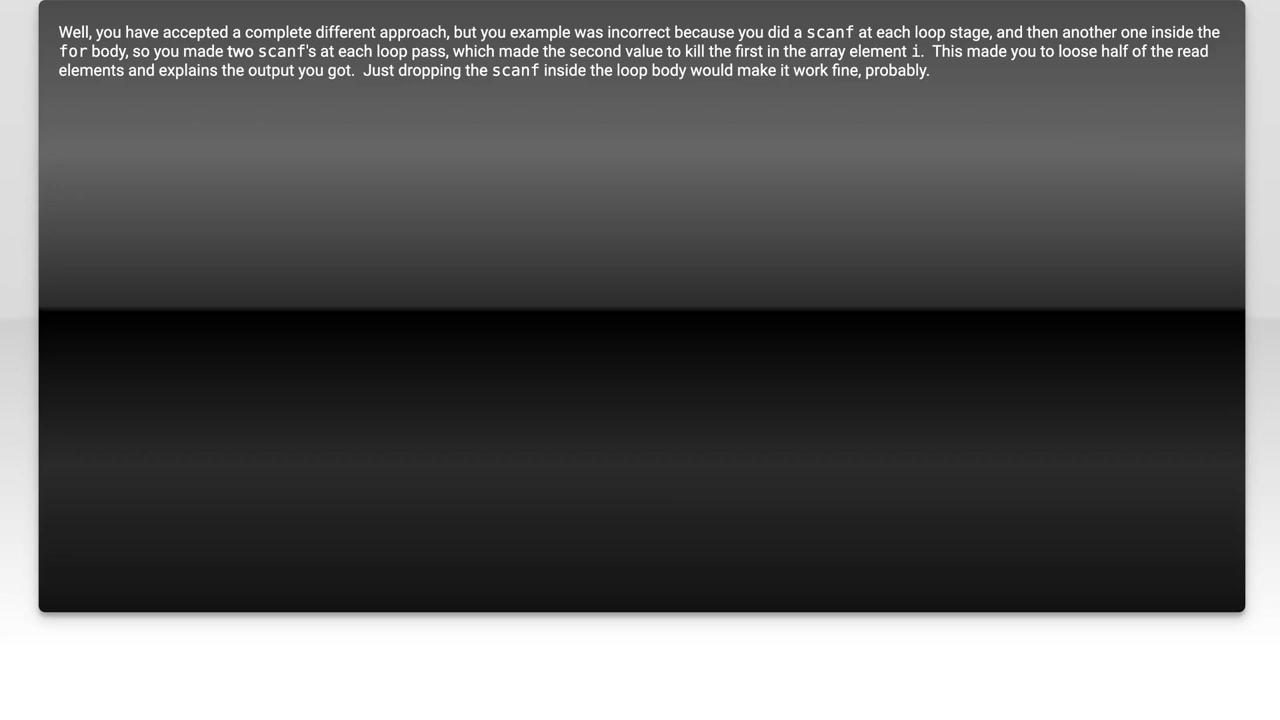 Well, you have accepted a complete different approach, but you example was incorrect because you did a scanf at each loop stage, and then another one inside the
for body, so you made two scanf's at each loop pass, which made the second value to kill the first in the array element i.  This made you to loose half of the read
elements and explains the output you got.  Just dropping the scanf inside the loop body would make it work fine, probably.